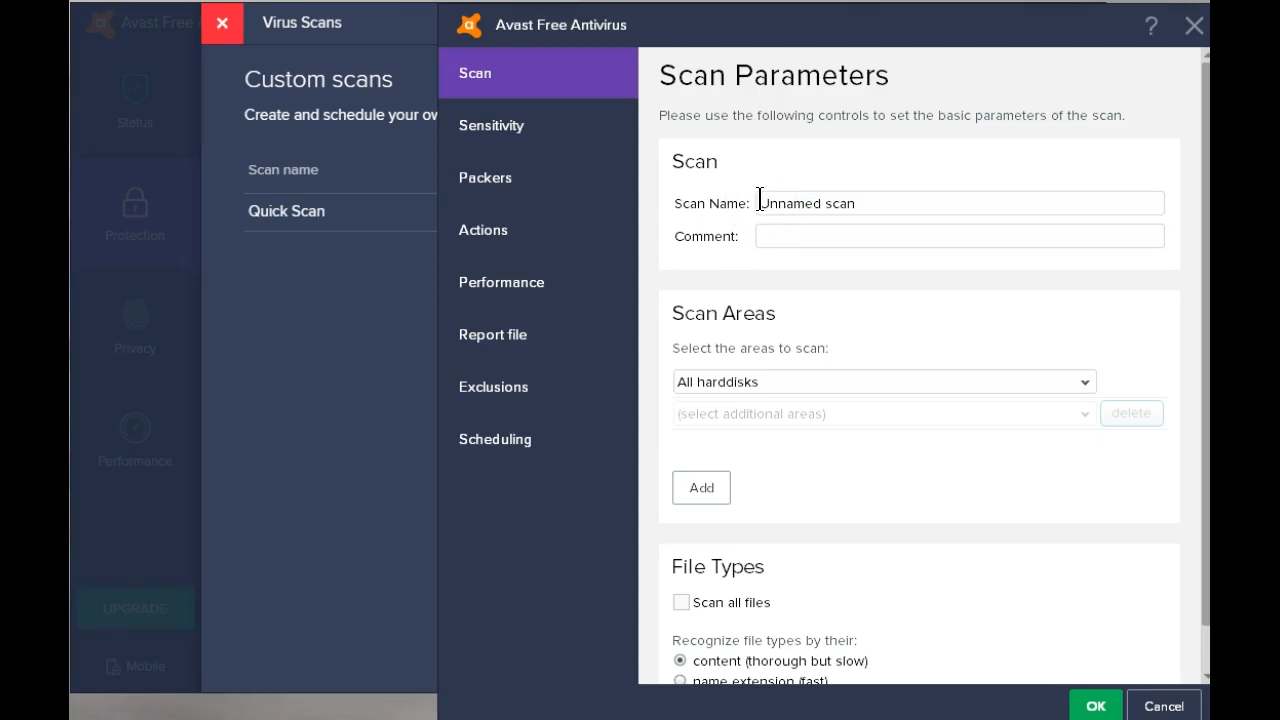 Avast Free
Status
Protection
Privacy
Performance
UPGRADE
Mobile
Virus Scans
Custom scans
Create and schedule your ow
Scan name
Quick Scan
Avast Free Antivirus
?
Scan
Sensitivity
Packers
Actions
Performance
Report file
Exclusions
Scheduling
Scan Parameters
Please use the following controls to set the basic parameters of the scan.
Scan
Scan Name: Unnamed scan
Comment:
Scan Areas
Select the areas to scan:
All harddisks
(select additional areas) delete
Add
File Types
Scan all files
Recognize file types by their:
content (thorough but slow)
name extension (fast)
OK Cancel